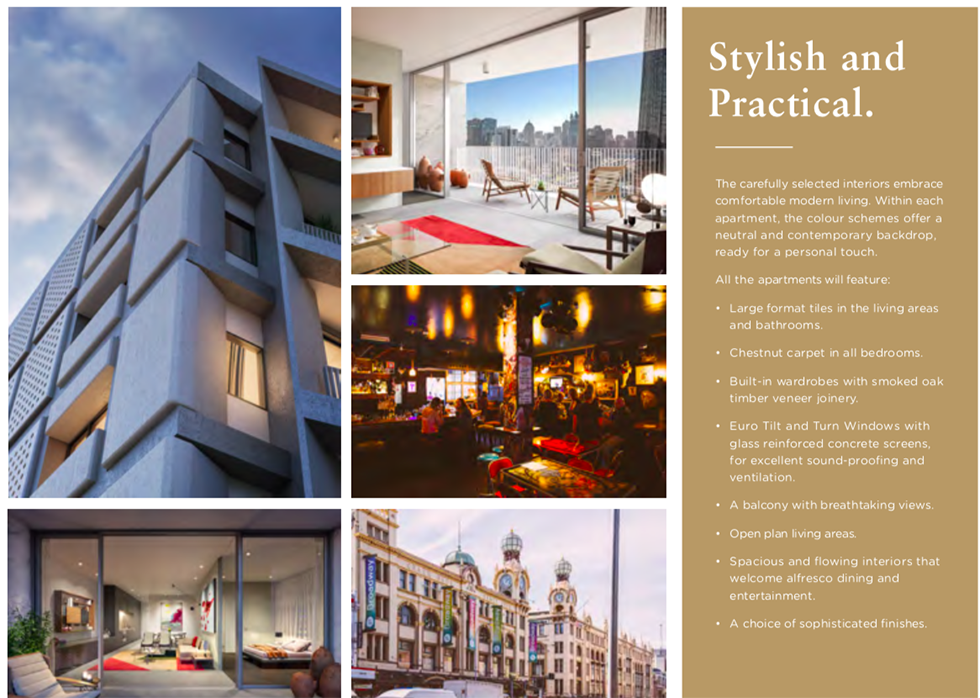 Stylish and
Practical.
The carefully selected interiors embrace
comfortable modern living. Within each
apartment, the colour schemes offer a
neutral and contemporary backdrop,
ready for a personal touch.
All the apartments will feature:
• Large format tiles in the living areas
and bathrooms.
• Chestnut carpet in all bedrooms.
• Built-in wardrobes with smoked oak
timber veneer joinery.
• Euro Tilt and Turn Windows with
glass reinforced concrete screens,
for excellent sound-proofing and
ventilation.
• A balcony with breathtaking views.
• Open plan living areas.
• Spacious and flowing interiors that
welcome alfresco dining and
entertainment.
• A choice of sophisticated finishes.
Broadway